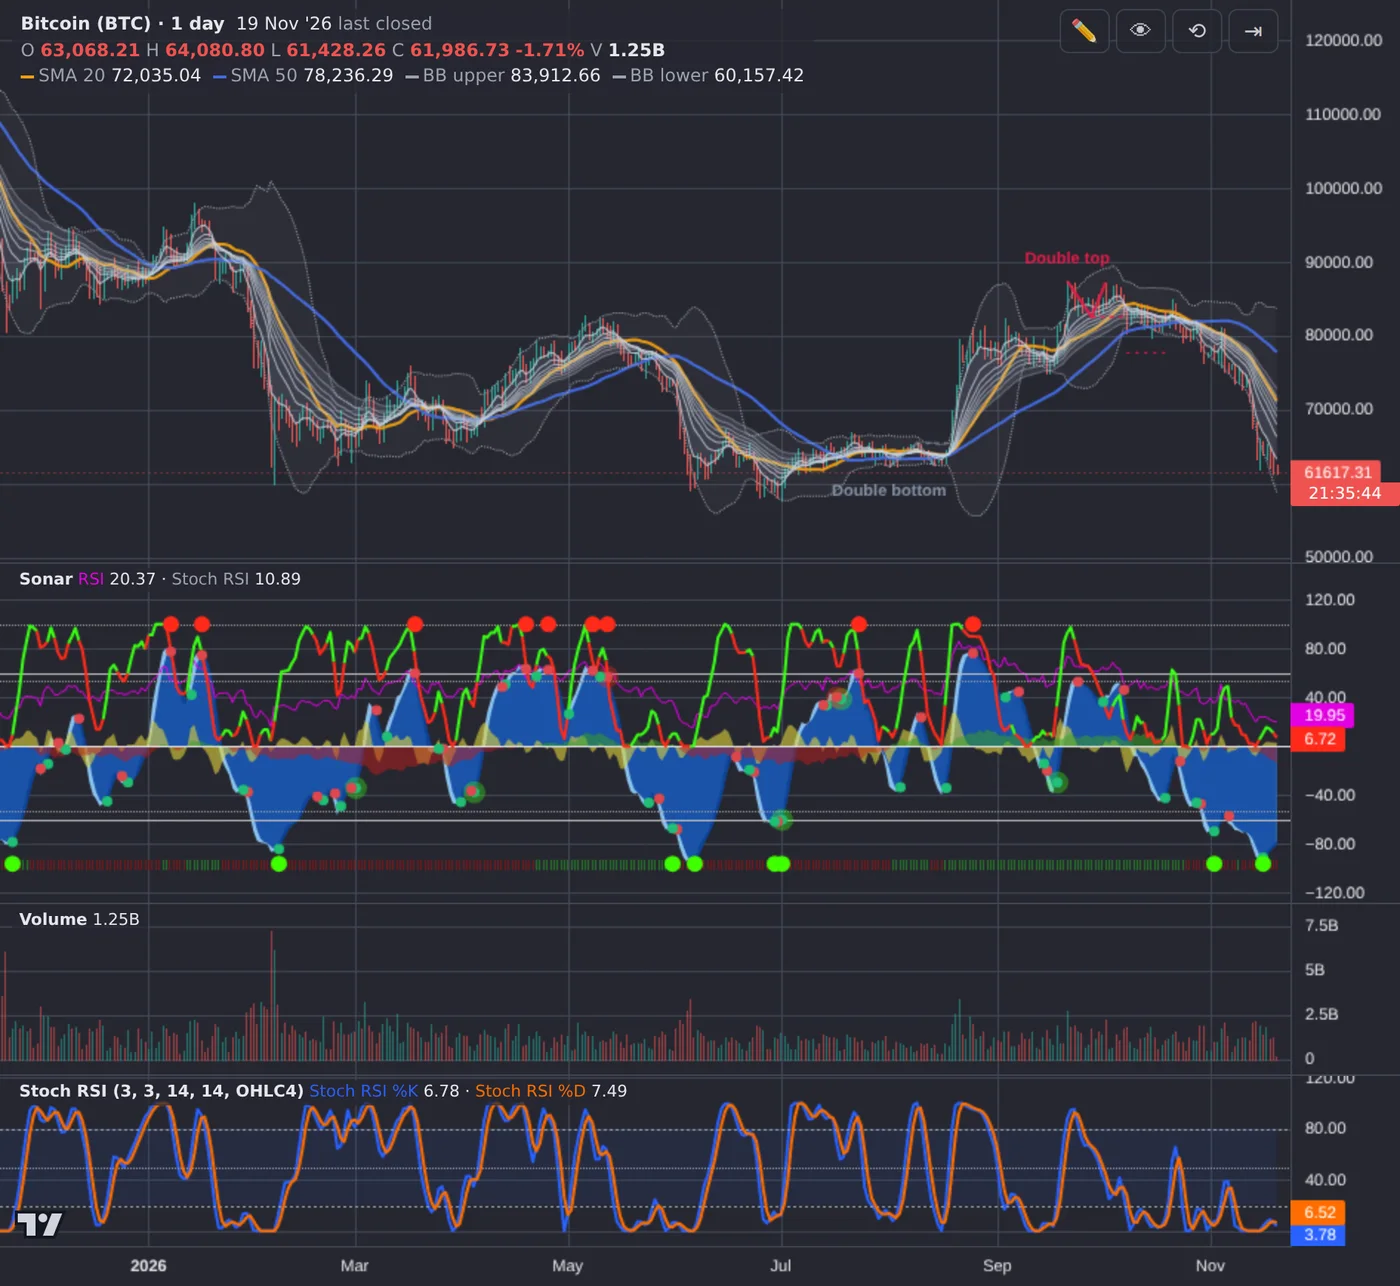 Bitcoin (BTC) · 1 day 19 Nov '26 last closed
O 63,068.21 H 64,080.80 L 61,428.26 C 61,986.73 -1.71% V 1.25B
SMA 20 72,035.04 SMA 50 78,236.29 BB upper 83,912.66 BB lower 60,157.42
120000.00
110000.00
100000.00
90000.00
80000.00
70000.00
61617.31
21:35:44
50000.00
Double top
Double bottom
Sonar RSI 20.37 · Stoch RSI 10.89
120.00
80.00
40.00
19.95
6.72
−40.00
−80.00
−120.00
Volume 1.25B
7.5B
5B
2.5B
0
Stoch RSI (3, 3, 14, 14, OHLC4) Stoch RSI %K 6.78 · Stoch RSI %D 7.49
120.00
80.00
40.00
6.52
3.78
2026 Mar May Jul Sep Nov